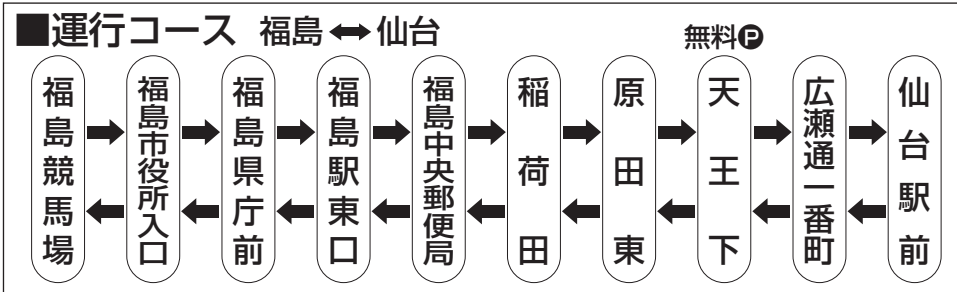 ■運行コース 福島⟷仙台
無料Ⓟ
福島競馬場
福島市役所入口
福島県庁前
福島駅東口
福島中央郵便局
稲荷田
原田東
天王下
広瀬通一番町
仙台駅前